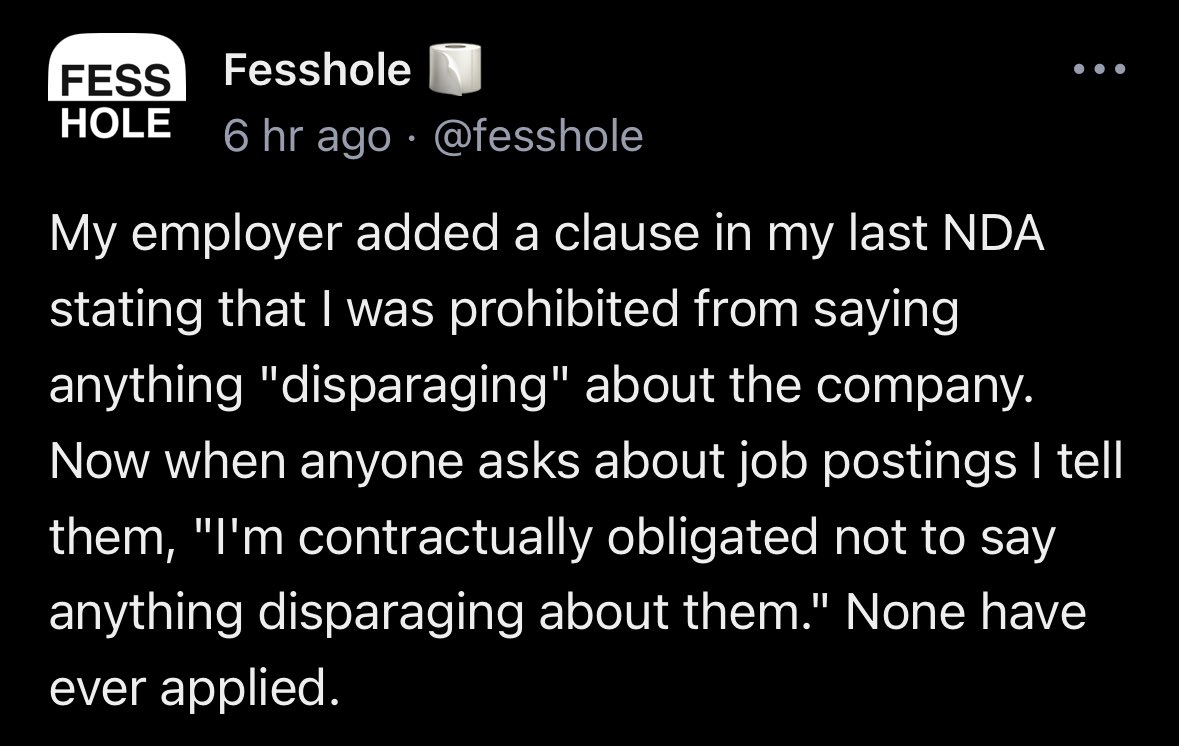 FESS
HOLE
Fesshole 🧻
6 hr ago · @fesshole
My employer added a clause in my last NDA
stating that I was prohibited from saying
anything "disparaging" about the company.
Now when anyone asks about job postings I tell
them, "I'm contractually obligated not to say
anything disparaging about them." None have
ever applied.